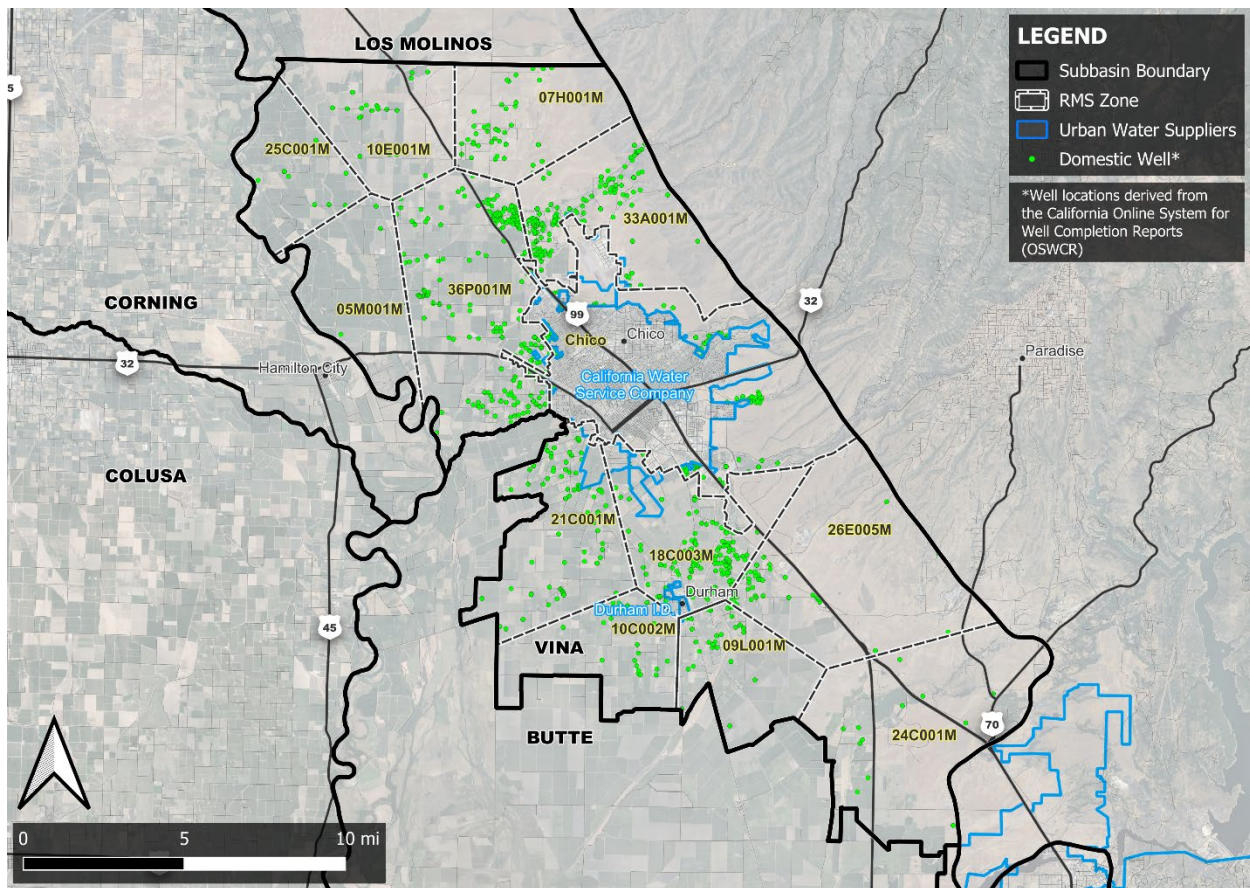 LOS MOLINOS
LEGEND
Subbasin Boundary
RMS Zone
Urban Water Suppliers
Domestic Well*
*Well locations derived from
the California Online System for
Well Completion Reports
(OSWCR)
5
07H001M
25C001M
10E001M
33A001M
CORNING
36P001M
05M001M
32
99
Chico
Chico
32
Hamilton City
Paradise
California Water
Service Company
COLUSA
21C001M
26E005M
18C003M
Durham
Durham I.D.
10C002M
45
VINA
09L001M
BUTTE
24C001M
70
0 5 10 mi